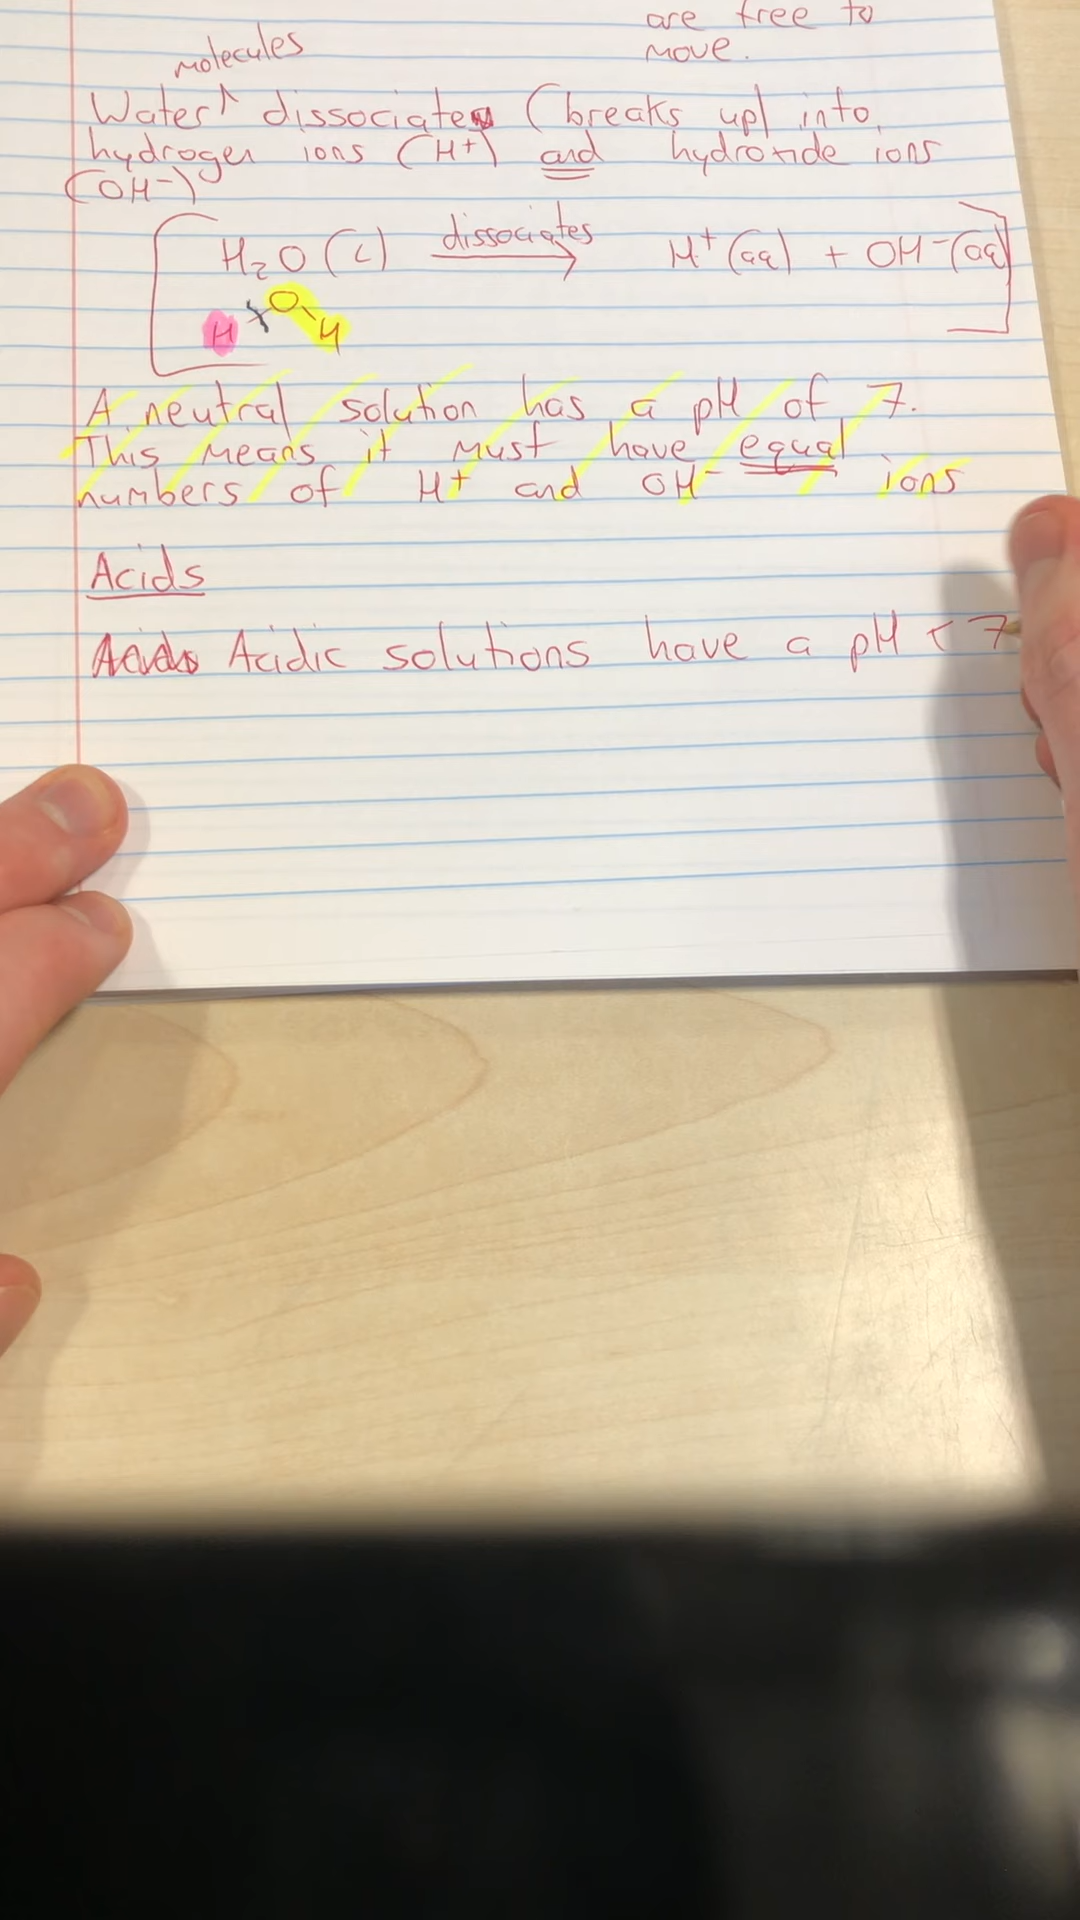 are free to
move.
molecules
Water^ dissociate (breaks up) into
hydrogen ions (H+) and hydroxide ions
(OH-)
H2O (l) dissociates → H+ (aq) + OH- (aq)
H O H
A neutral solution has a pH of 7.
This means it must have equal
numbers of H+ and OH- ions
Acids
Acids Acidic solutions have a pH < 7